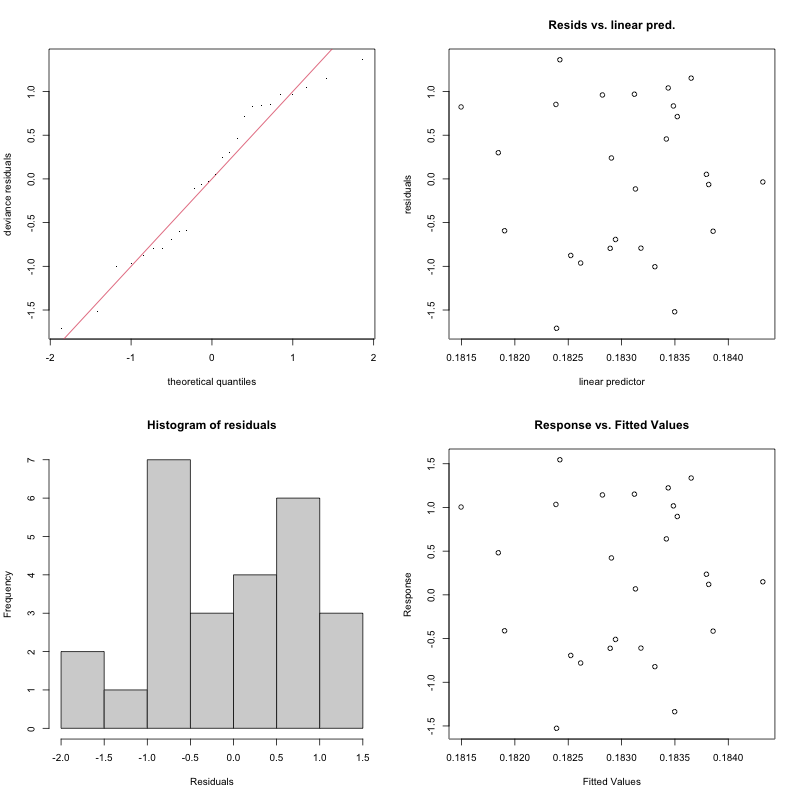 deviance residuals
1.0
0.5
0.0
-0.5
-1.0
-1.5
-2 -1 0 1 2
theoretical quantiles
Resids vs. linear pred.
residuals
1.0
0.5
0.0
-0.5
-1.0
-1.5
0.1815 0.1820 0.1825 0.1830 0.1835 0.1840
linear predictor
Histogram of residuals
Frequency
7
6
5
4
3
2
1
0
-2.0 -1.5 -1.0 -0.5 0.0 0.5 1.0 1.5
Residuals
Response vs. Fitted Values
Response
1.5
1.0
0.5
0.0
-0.5
-1.0
-1.5
0.1815 0.1820 0.1825 0.1830 0.1835 0.1840
Fitted Values